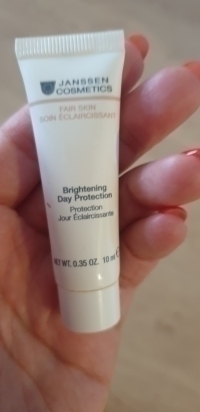 JANSSEN
COSMETICS
FAIR SKIN
SOIN ÉCLAIRCISSANT
Brightening
Day Protection
Protection
Jour Éclaircissante
NET WT. 0.35 OZ. 10 ml